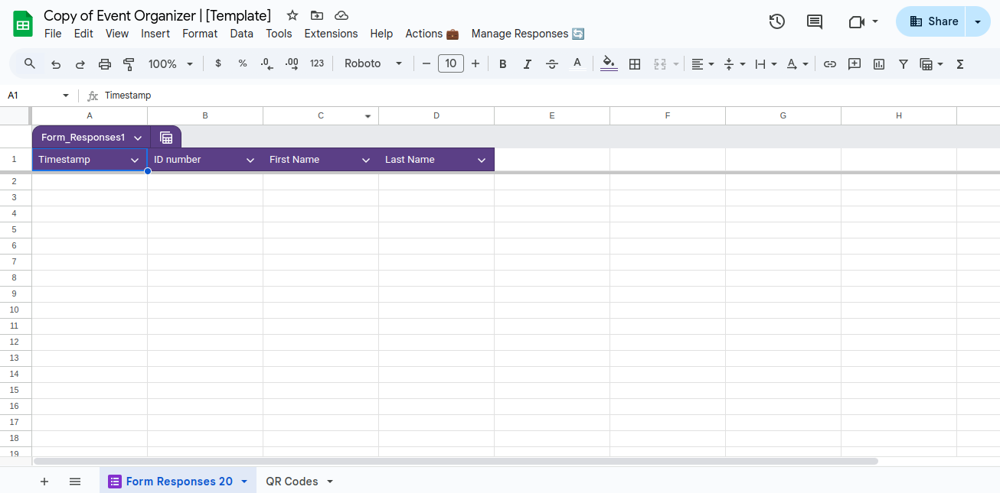 Copy of Event Organizer | [Template]
File Edit View Insert Format Data Tools Extensions Help Actions 💼 Manage Responses 🔄
Share
100% $ % .0 .00 123 Roboto 10 B I S A A Σ
A1 fx Timestamp
A B C D E F G H
Form_Responses1
1 Timestamp ID number First Name Last Name
2
3
4
5
6
7
8
9
10
11
12
13
14
15
16
17
18
19
Form Responses 20 QR Codes